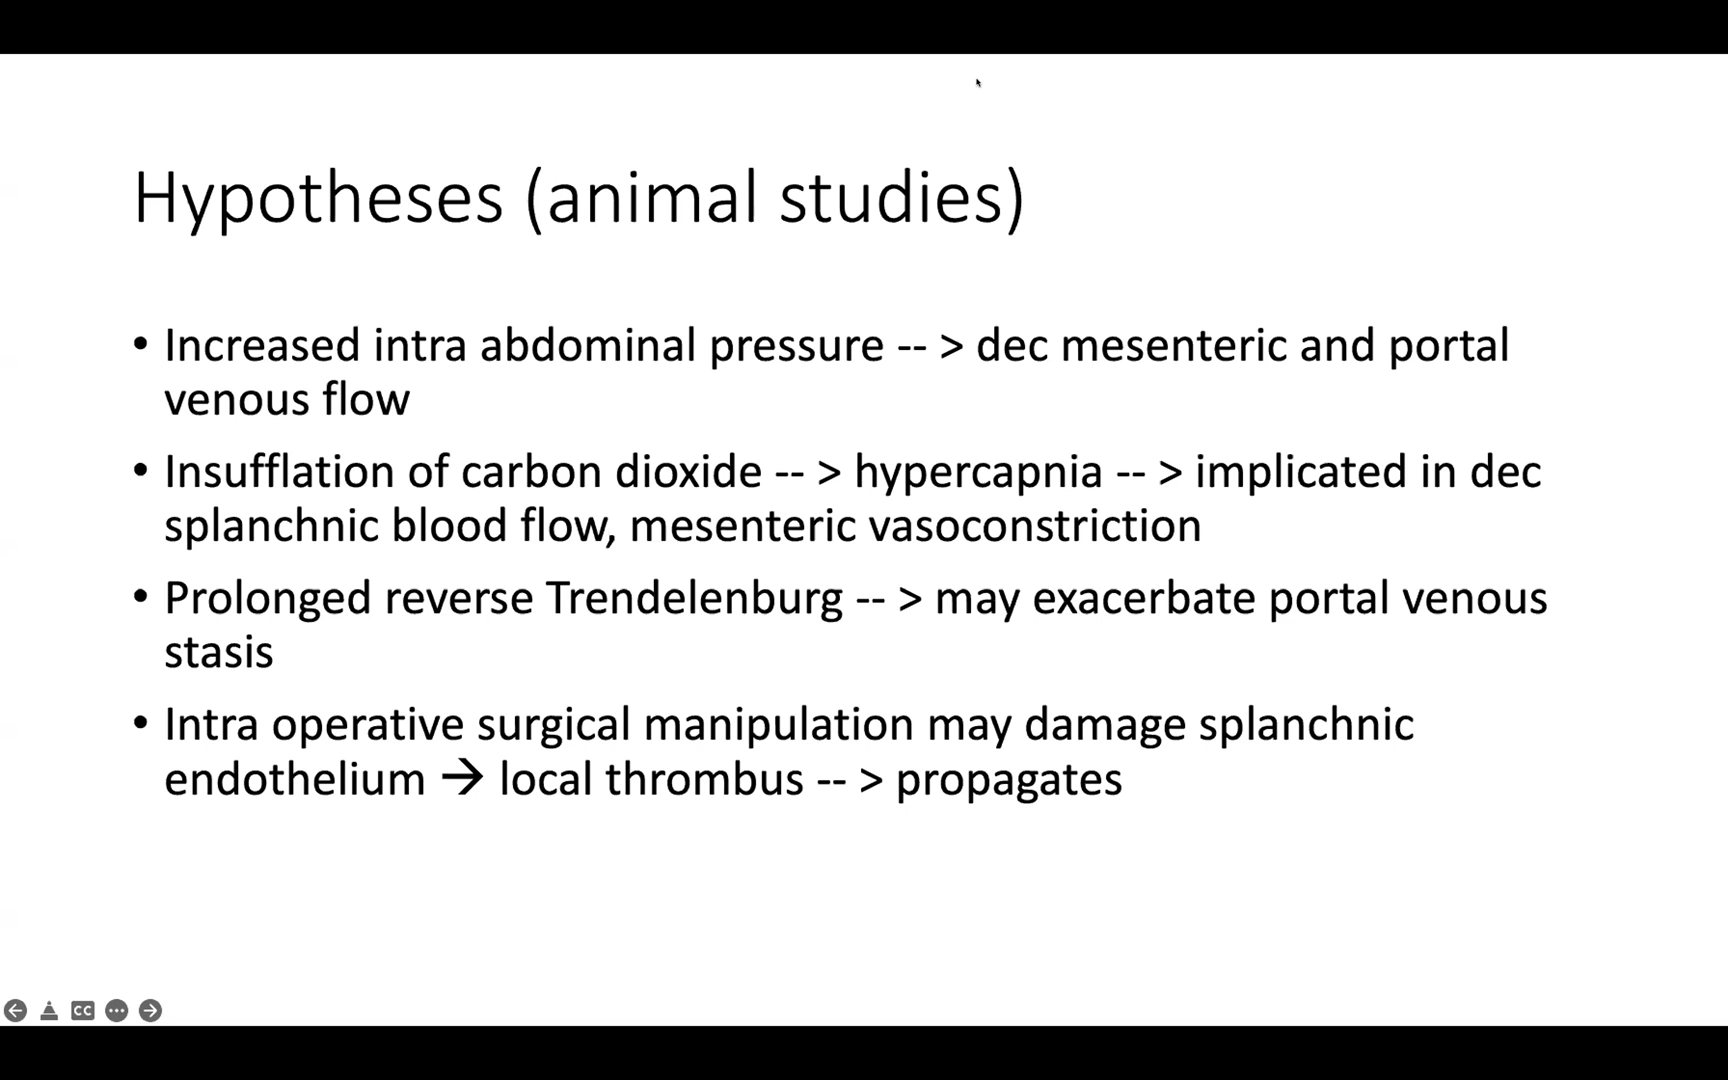 Hypotheses (animal studies)
• Increased intra abdominal pressure -- > dec mesenteric and portal
venous flow
• Insufflation of carbon dioxide -- > hypercapnia -- > implicated in dec
splanchnic blood flow, mesenteric vasoconstriction
• Prolonged reverse Trendelenburg -- > may exacerbate portal venous
stasis
• Intra operative surgical manipulation may damage splanchnic
endothelium → local thrombus -- > propagates
CC